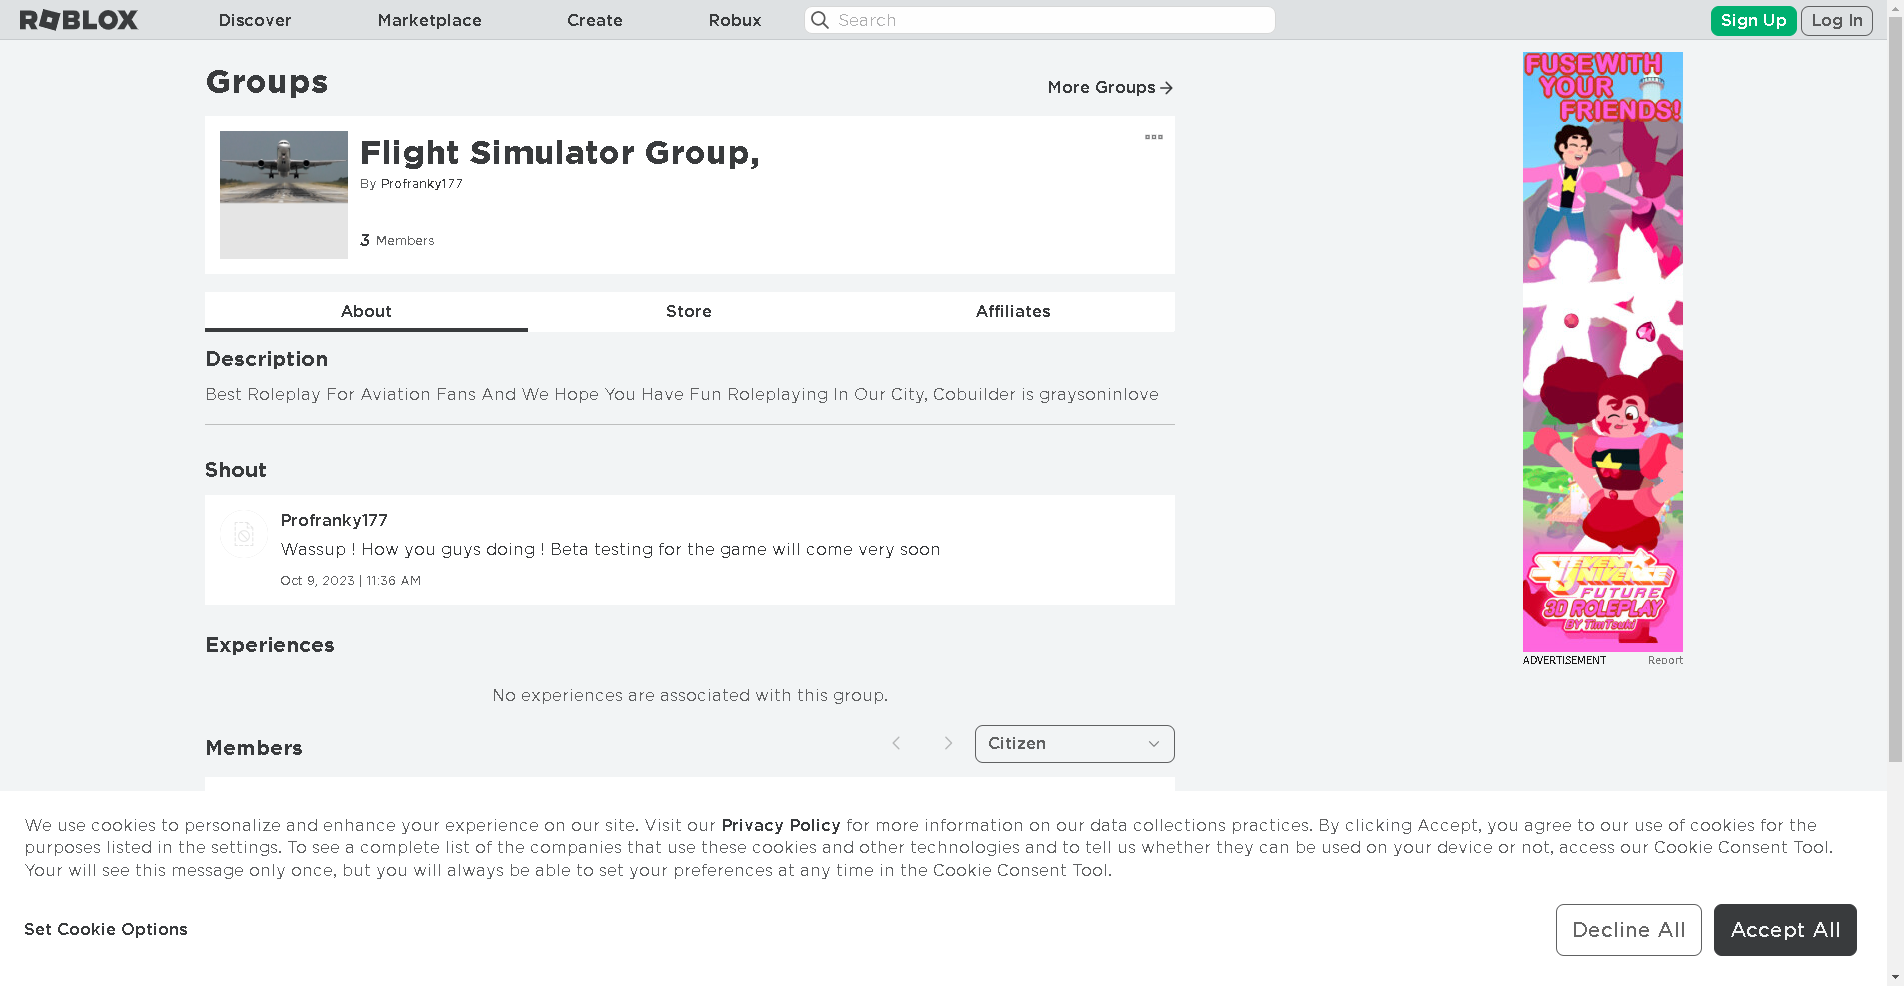 ROBLOX
Discover
Marketplace
Create
Robux
Search
Sign Up
Log In
Groups
More Groups
Flight Simulator Group,
By Profranky177
3 Members
About
Store
Affiliates
Description
Best Roleplay For Aviation Fans And We Hope You Have Fun Roleplaying In Our City, Cobuilder is graysoninlove
Shout
Profranky177
Wassup ! How you guys doing ! Beta testing for the game will come very soon
Oct 9, 2023 | 11:36 AM
Experiences
No experiences are associated with this group.
Members
Citizen
FUSE WITH
YOUR
FRIENDS!
STEVEN
UNIVERSE
FUTURE
3D ROLEPLAY
BY TimTsuki
ADVERTISEMENT
Report
We use cookies to personalize and enhance your experience on our site. Visit our Privacy Policy for more information on our data collections practices. By clicking Accept, you agree to our use of cookies for the
purposes listed in the settings. To see a complete list of the companies that use these cookies and other technologies and to tell us whether they can be used on your device or not, access our Cookie Consent Tool.
Your will see this message only once, but you will always be able to set your preferences at any time in the Cookie Consent Tool.
Set Cookie Options
Decline All
Accept All